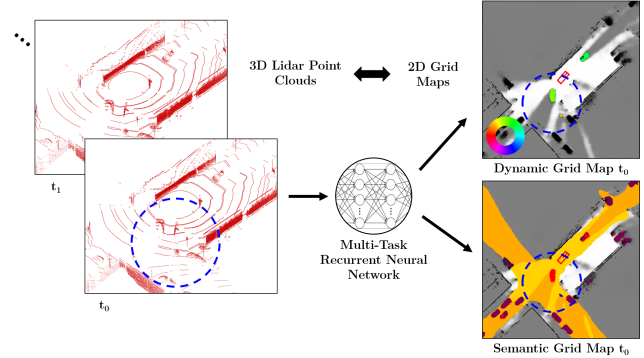 3D Lidar Point
Clouds
2D Grid
Maps
t₁
t₀
Multi-Task
Recurrent Neural
Network
Dynamic Grid Map t₀
Semantic Grid Map t₀